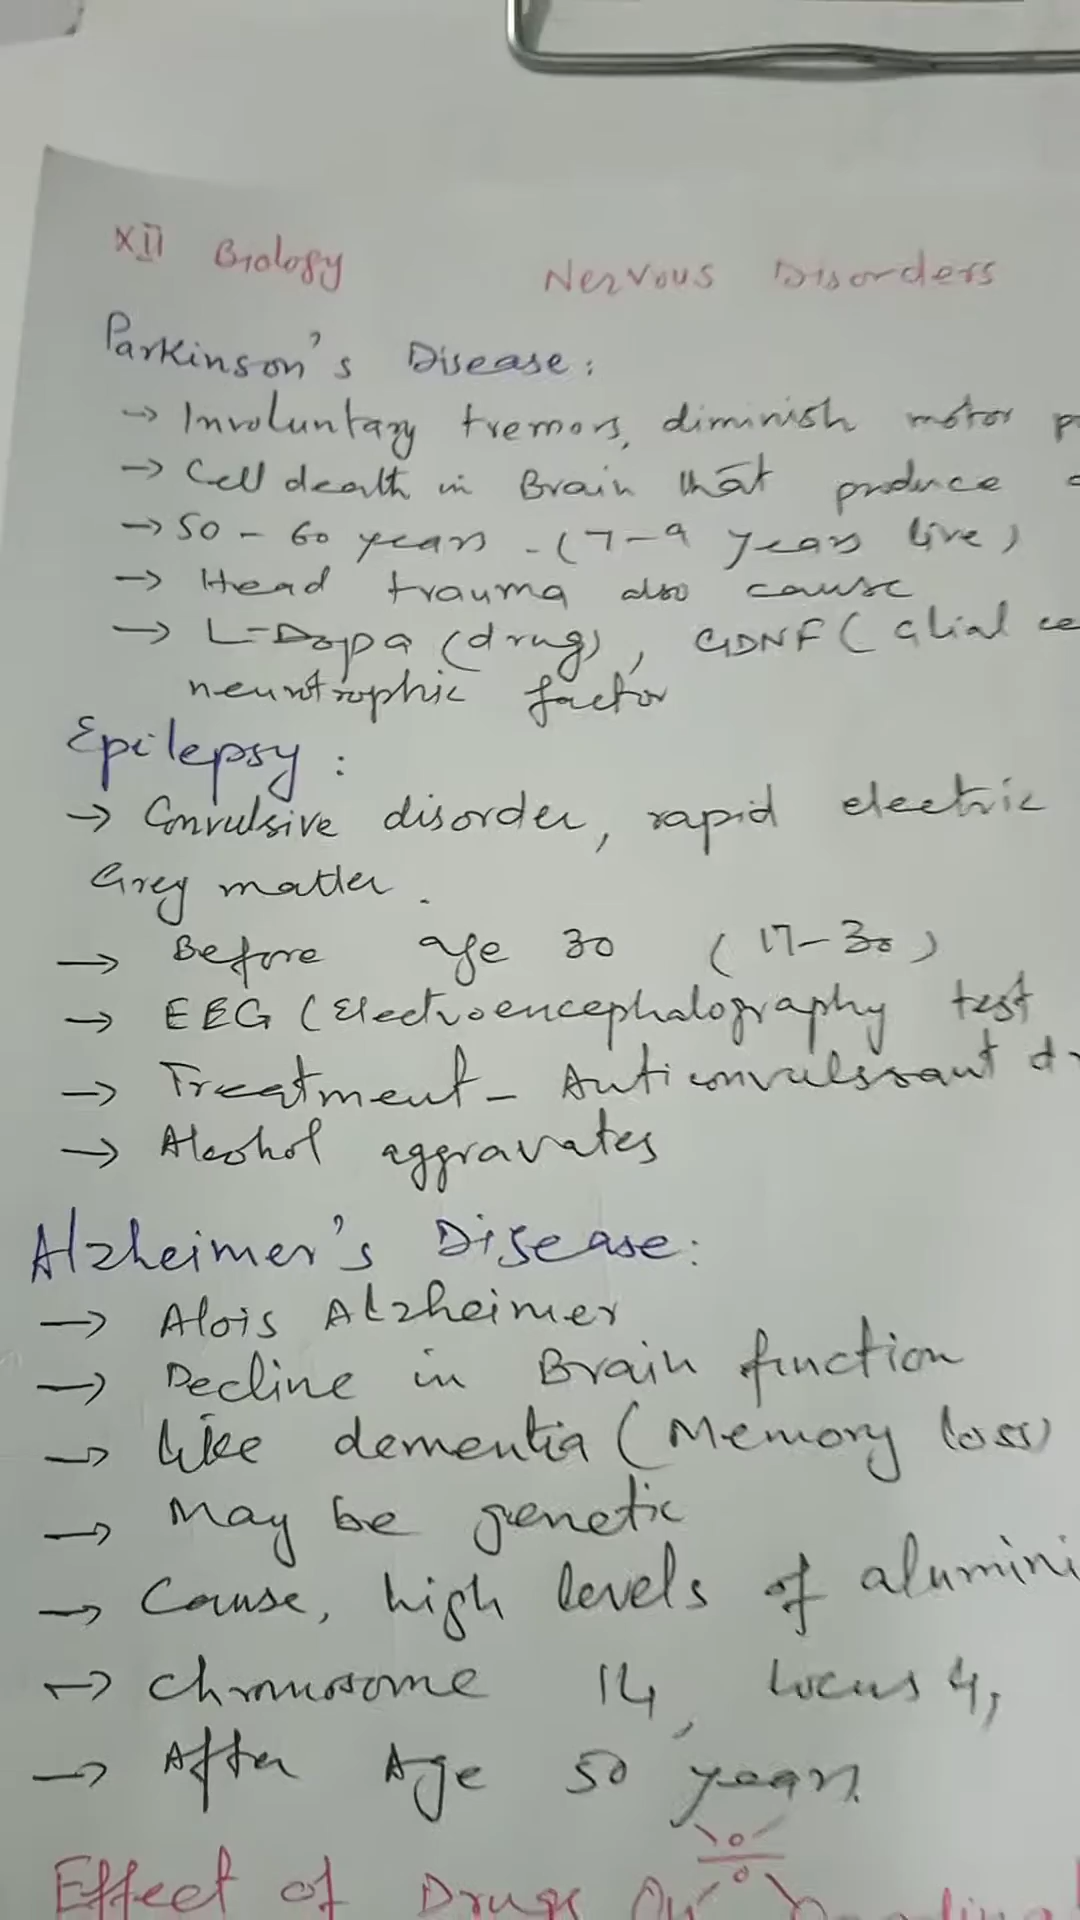 XII Biology Nervous Disorders
Parkinson's Disease:
→ Involuntary tremors, diminish motor
→ Cell death in Brain that produce
→ 50 - 60 years - (7-9 years live)
→ Head trauma also cause
→ L-Dopa (drug), GDNF (Glial ce
neurotrophic factor
Epilepsy:
→ Convulsive disorder, rapid electric
Grey matter.
→ Before age 30 (17-30)
→ EEG (Electroencephalography test
→ Treatment - Anticonvulssant d
→ Alcohol aggravates
Alzheimer's Disease:
→ Alois Alzheimer
→ Decline in Brain function
→ like dementia (Memory loss)
→ May be genetic
→ Cause, high levels of alumini
→ chromosome 14, locus 4,
→ After Age 50 years.
Effect of Drugs On